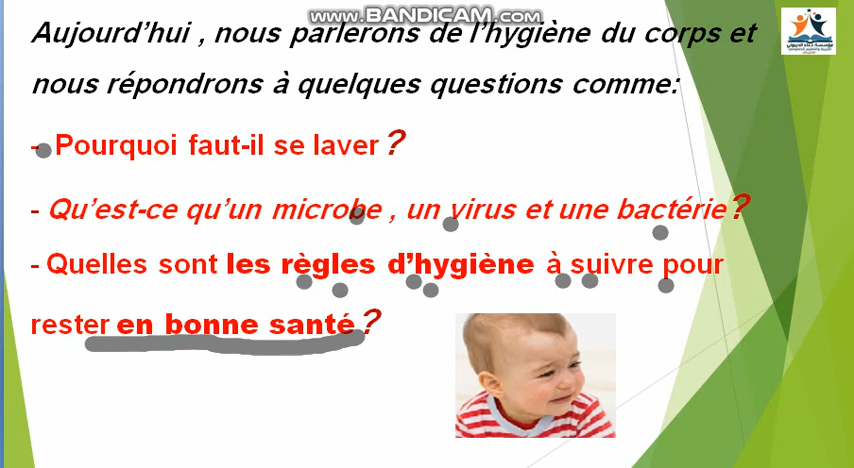 www.BANDICAM.com
Aujourd'hui , nous parlerons de l'hygiène du corps et
nous répondrons à quelques questions comme:
- Pourquoi faut-il se laver ?
- Qu'est-ce qu'un microbe , un virus et une bactérie?
- Quelles sont les règles d'hygiène à suivre pour
rester en bonne santé ?